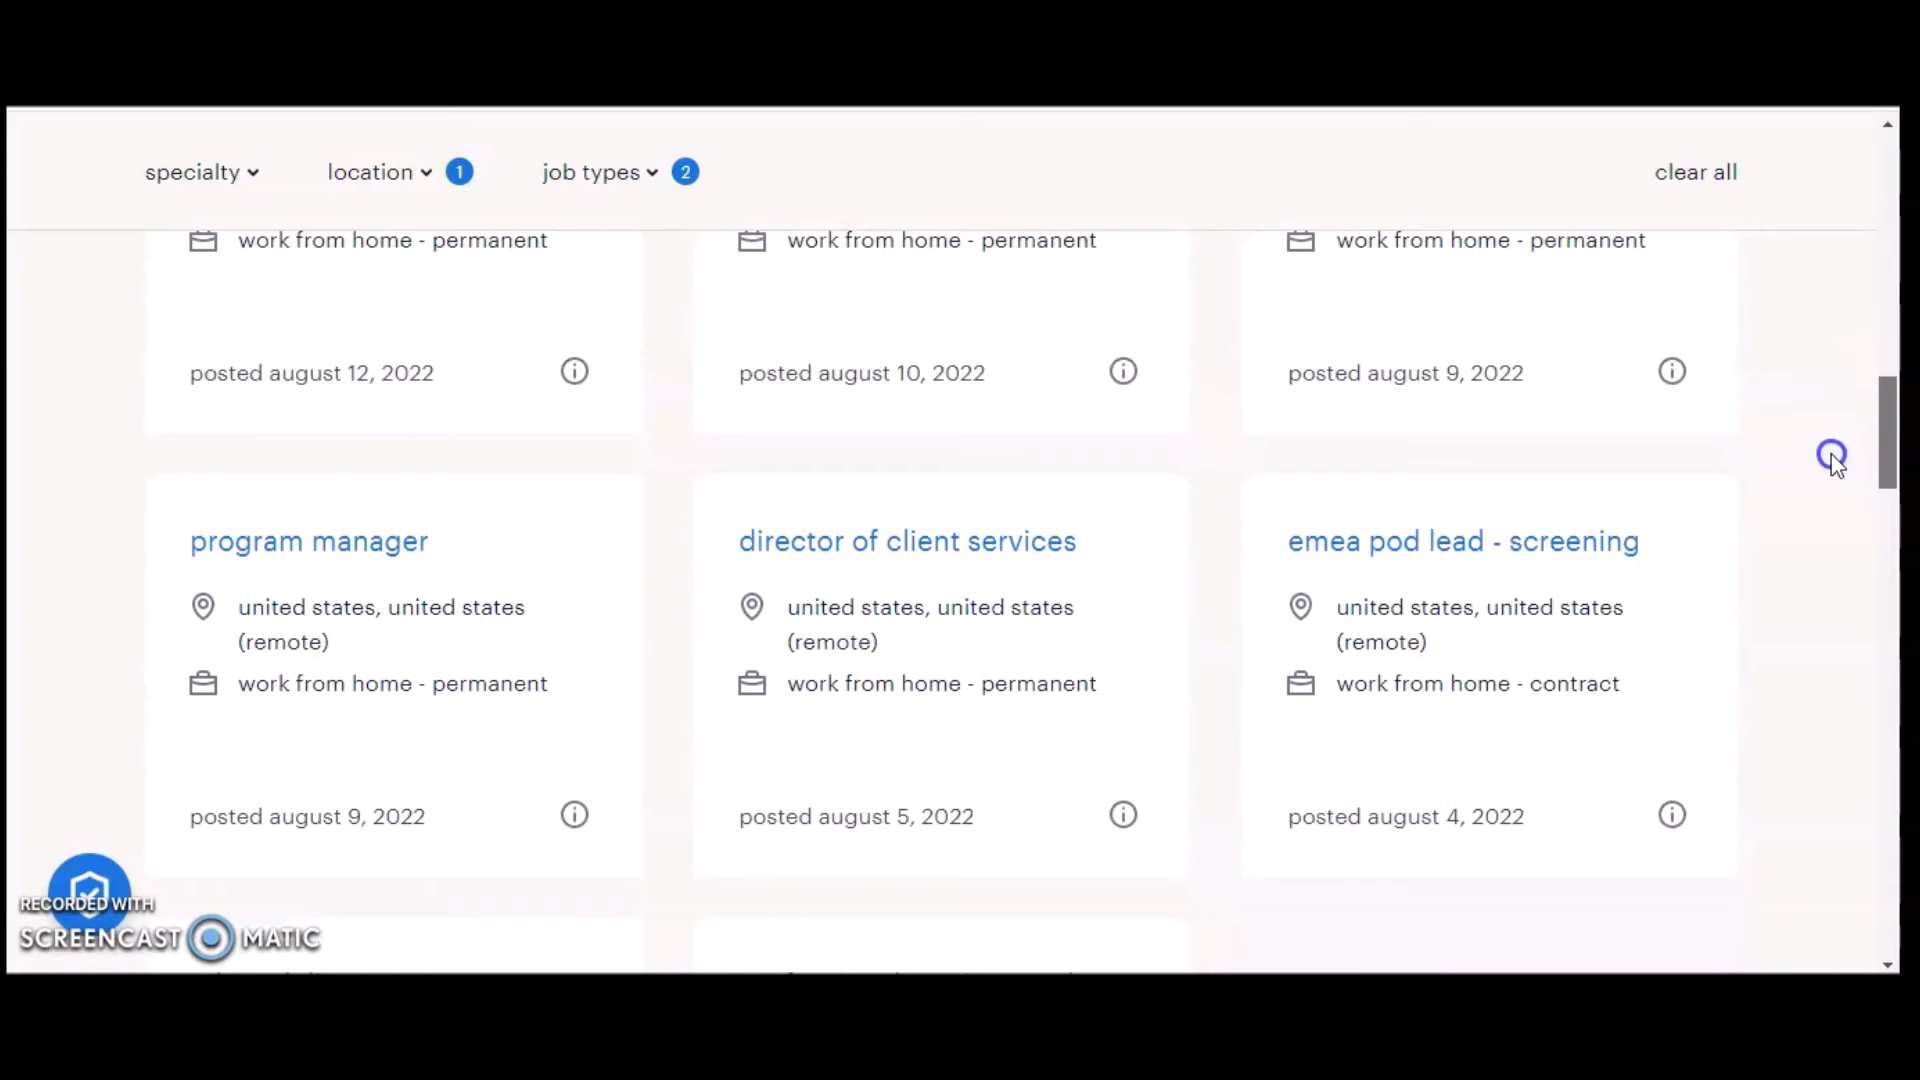 specialty
location 1
job types 2
clear all
work from home - permanent
work from home - permanent
work from home - permanent
posted august 12, 2022
posted august 10, 2022
posted august 9, 2022
program manager
director of client services
emea pod lead - screening
united states, united states
(remote)
united states, united states
(remote)
united states, united states
(remote)
work from home - permanent
work from home - permanent
work from home - contract
posted august 9, 2022
posted august 5, 2022
posted august 4, 2022
RECORDED WITH
SCREENCAST MATIC